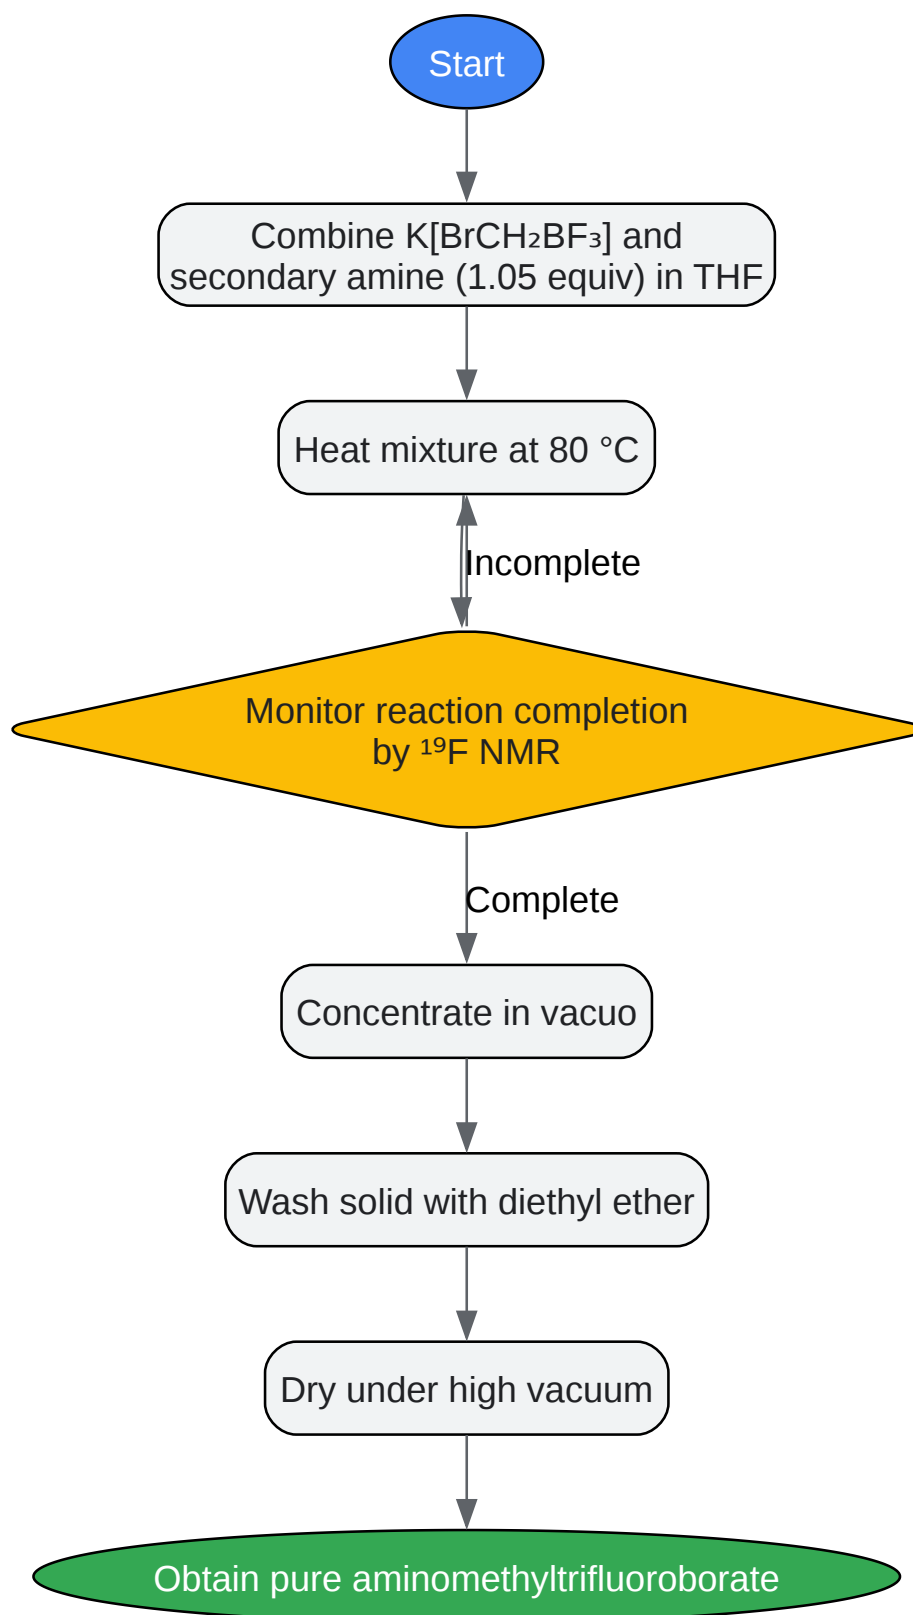 Start
Combine K[BrCH₂BF₃] and
secondary amine (1.05 equiv) in THF
Heat mixture at 80 °C
Incomplete
Monitor reaction completion
by ¹⁹F NMR
Complete
Concentrate in vacuo
Wash solid with diethyl ether
Dry under high vacuum
Obtain pure aminomethyltrifluoroborate